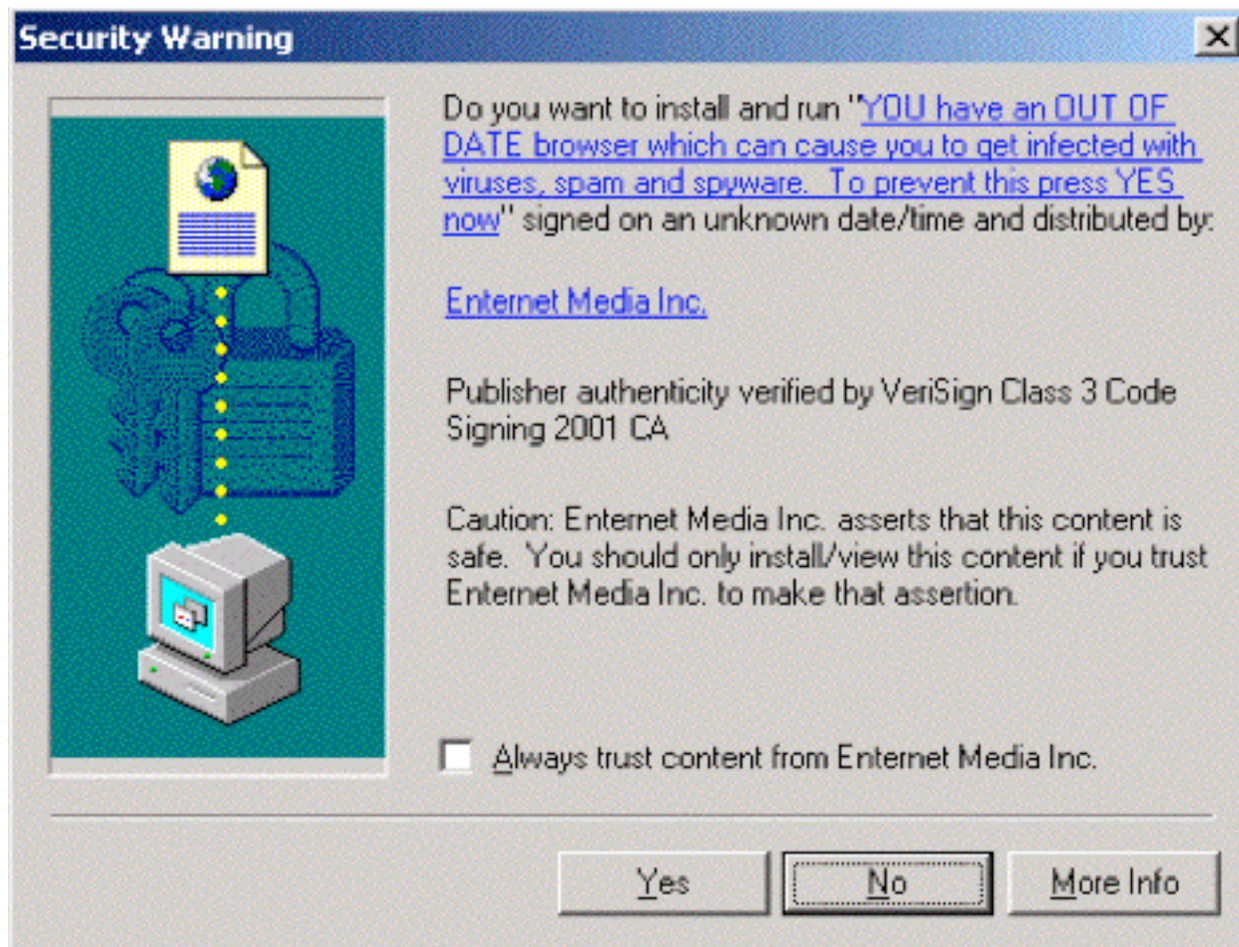 Security Warning
Do you want to install and run "YOU have an OUT OF
DATE browser which can cause you to get infected with
viruses, spam and spyware.  To prevent this press YES
now" signed on an unknown date/time and distributed by:
Enternet Media Inc.
Publisher authenticity verified by VeriSign Class 3 Code
Signing 2001 CA
Caution: Enternet Media Inc. asserts that this content is
safe.  You should only install/view this content if you trust
Enternet Media Inc. to make that assertion.
Always trust content from Enternet Media Inc.
Yes No More Info